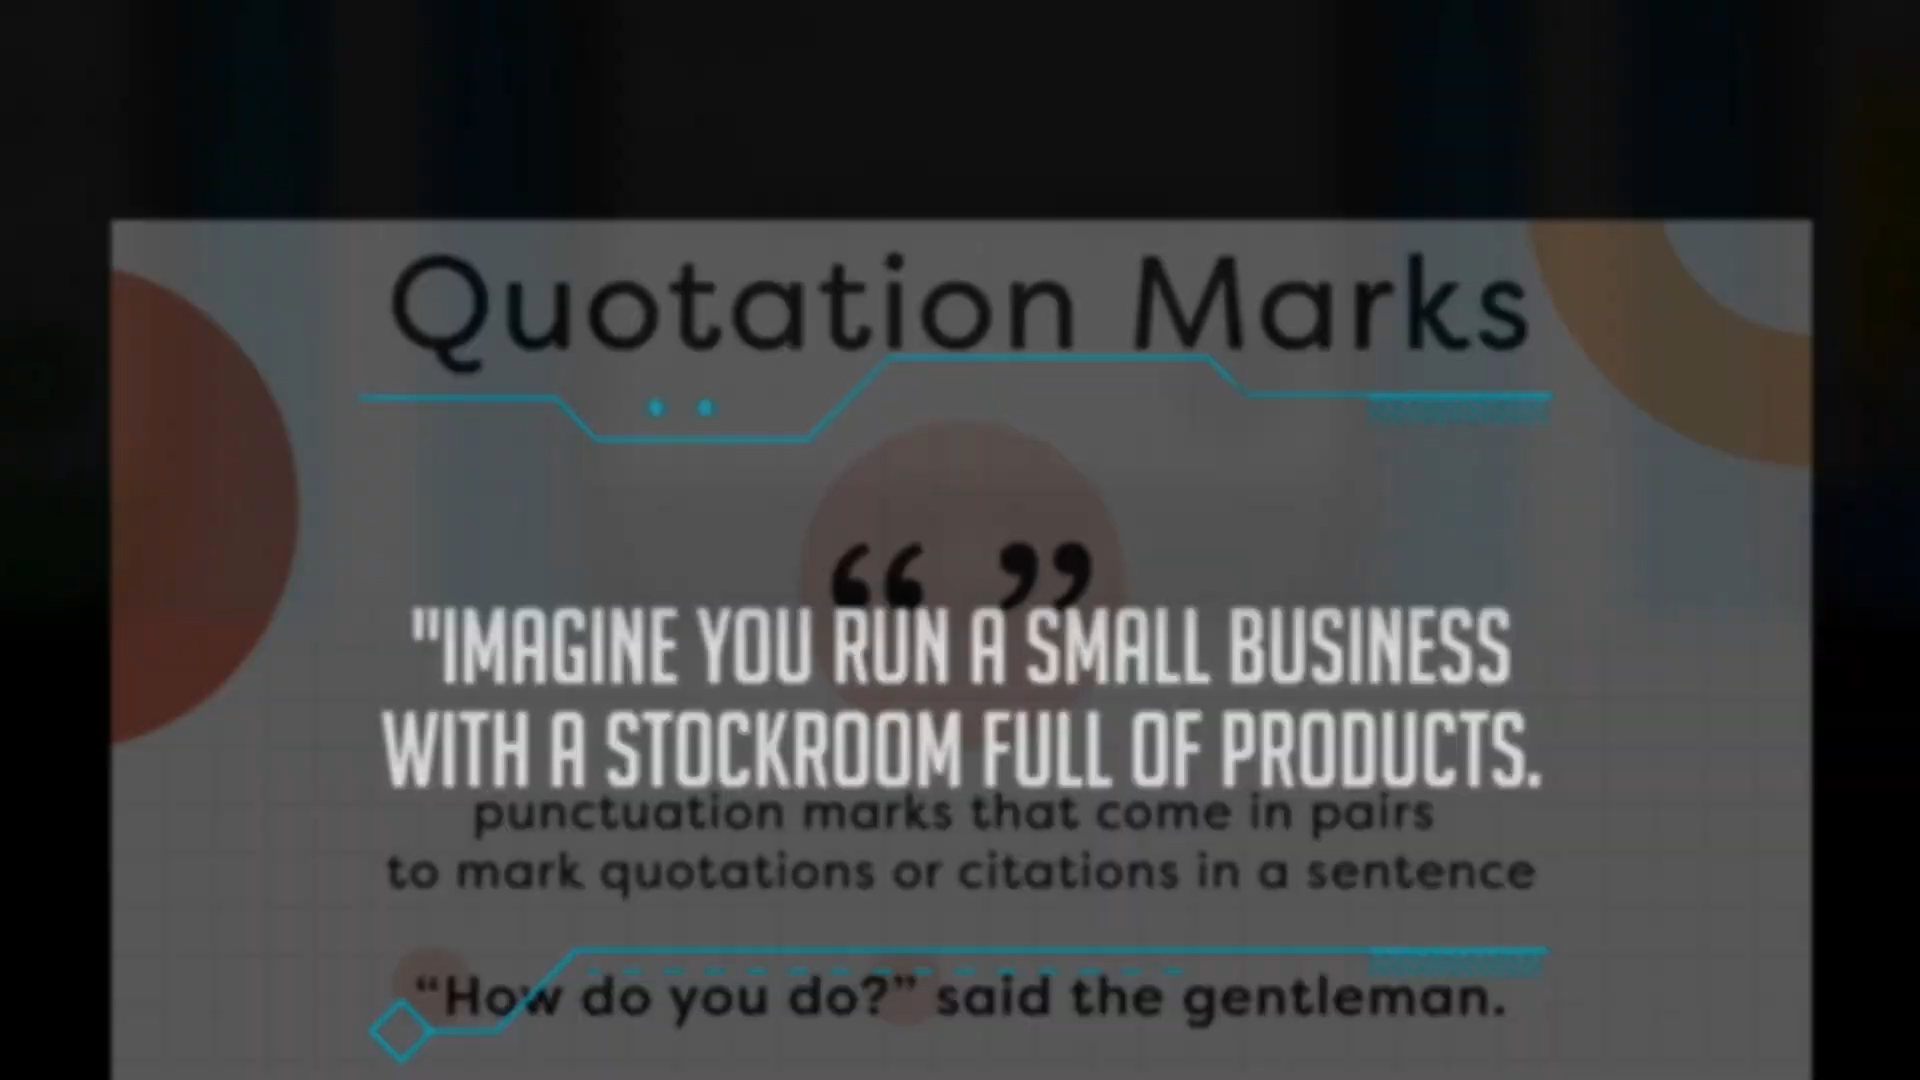 Quotation Marks
“ ”
"IMAGINE YOU RUN A SMALL BUSINESS
WITH A STOCKROOM FULL OF PRODUCTS.
punctuation marks that come in pairs
to mark quotations or citations in a sentence
“How do you do?” said the gentleman.